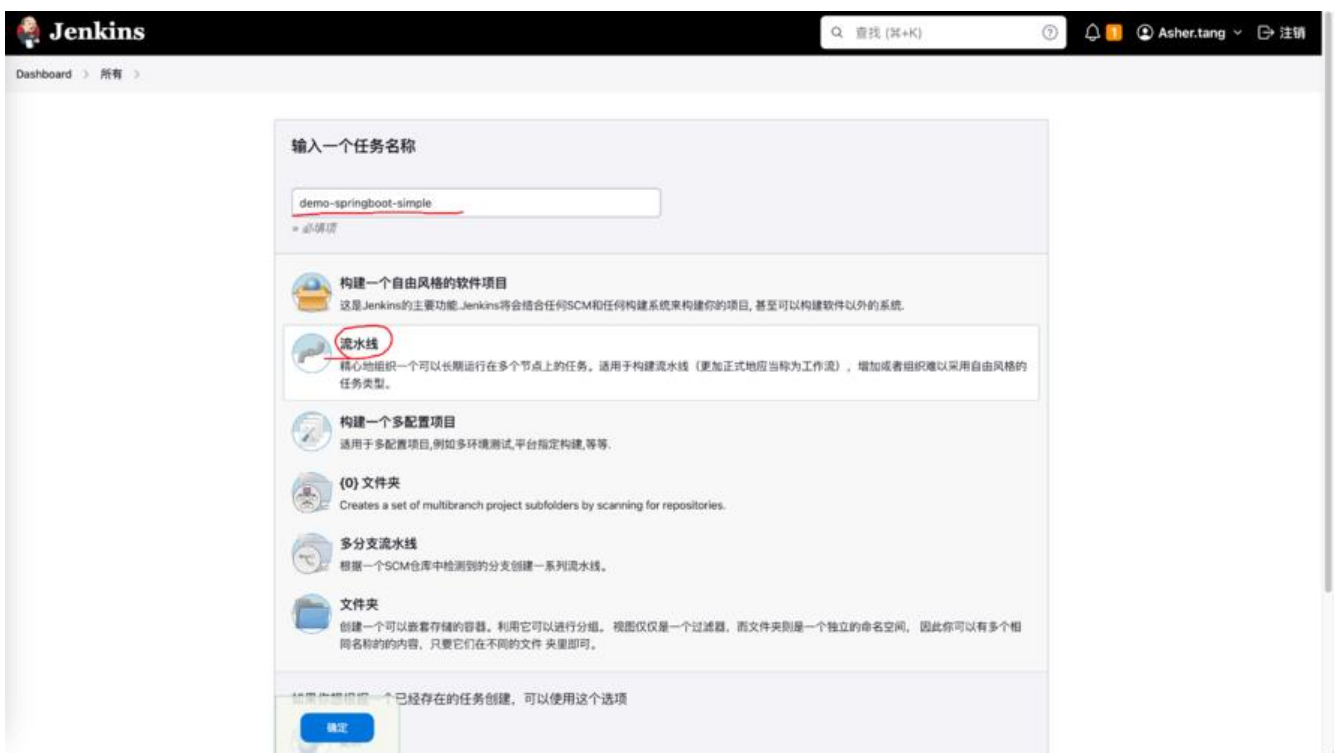 Jenkins
查找 (⌘+K)
1
Asher.tang
注销
Dashboard
所有
输入一个任务名称
demo-springboot-simple
» 必填项
构建一个自由风格的软件项目
这是Jenkins的主要功能.Jenkins将会结合任何SCM和任何构建系统来构建你的项目, 甚至可以构建软件以外的系统.
流水线
精心地组织一个可以长期运行在多个节点上的任务。适用于构建流水线（更加正式地应当称为工作流），增加或者组织难以采用自由风格的
任务类型。
构建一个多配置项目
适用于多配置项目,例如多环境测试,平台指定构建,等等.
{0} 文件夹
Creates a set of multibranch project subfolders by scanning for repositories.
多分支流水线
根据一个SCM仓库中检测到的分支创建一系列流水线。
文件夹
创建一个可以嵌套存储的容器。利用它可以进行分组。 视图仅仅是一个过滤器，而文件夹则是一个独立的命名空间， 因此你可以有多个相
同名称的的内容，只要它们在不同的文件 夹里即可。
如果你想根据一个已经存在的任务创建，可以使用这个选项
确定